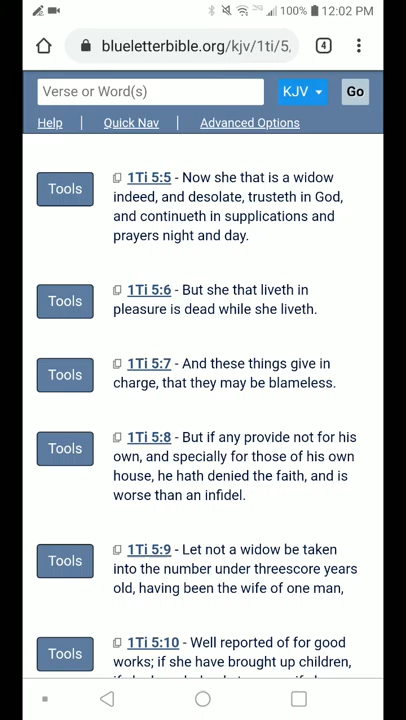 100% 12:02 PM
blueletterbible.org/kjv/1ti/5.
4
Verse or Word(s)
KJV
Go
Help | Quick Nav | Advanced Options
Tools
1Ti 5:5 - Now she that is a widow
indeed, and desolate, trusteth in God,
and continueth in supplications and
prayers night and day.
Tools
1Ti 5:6 - But she that liveth in
pleasure is dead while she liveth.
Tools
1Ti 5:7 - And these things give in
charge, that they may be blameless.
Tools
1Ti 5:8 - But if any provide not for his
own, and specially for those of his own
house, he hath denied the faith, and is
worse than an infidel.
Tools
1Ti 5:9 - Let not a widow be taken
into the number under threescore years
old, having been the wife of one man,
Tools
1Ti 5:10 - Well reported of for good
works; if she have brought up children,